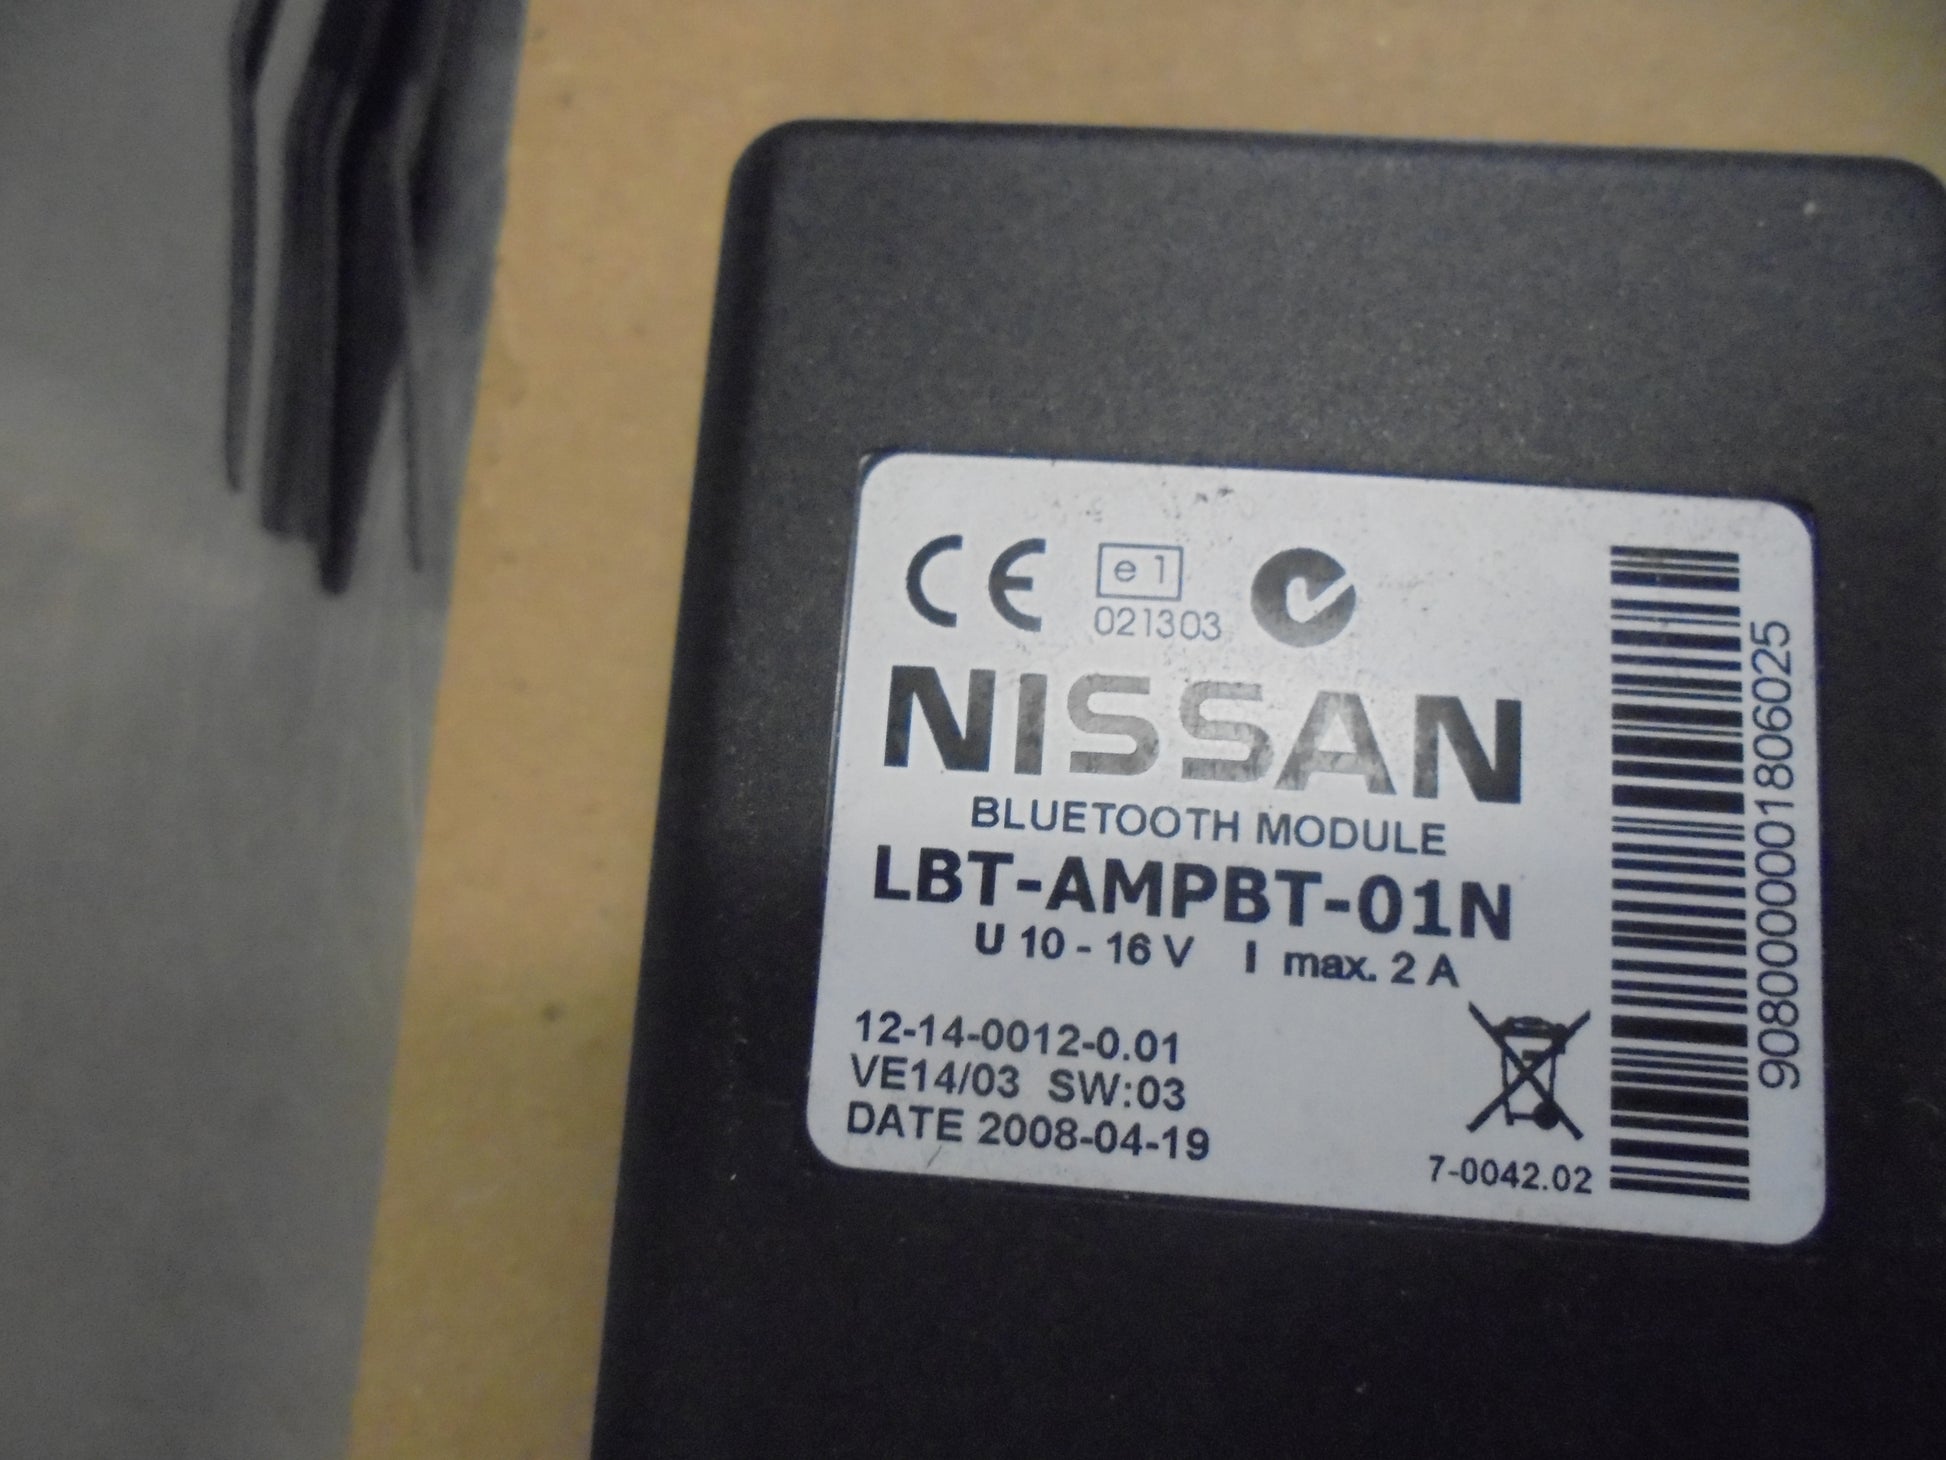 CE e1
021303
NISSAN
BLUETOOTH MODULE
LBT-AMPBT-01N
U 10 - 16 V I max. 2 A
12-14-0012-0.01
VE14/03 SW:03
DATE 2008-04-19
7-0042.02
9080000001806025